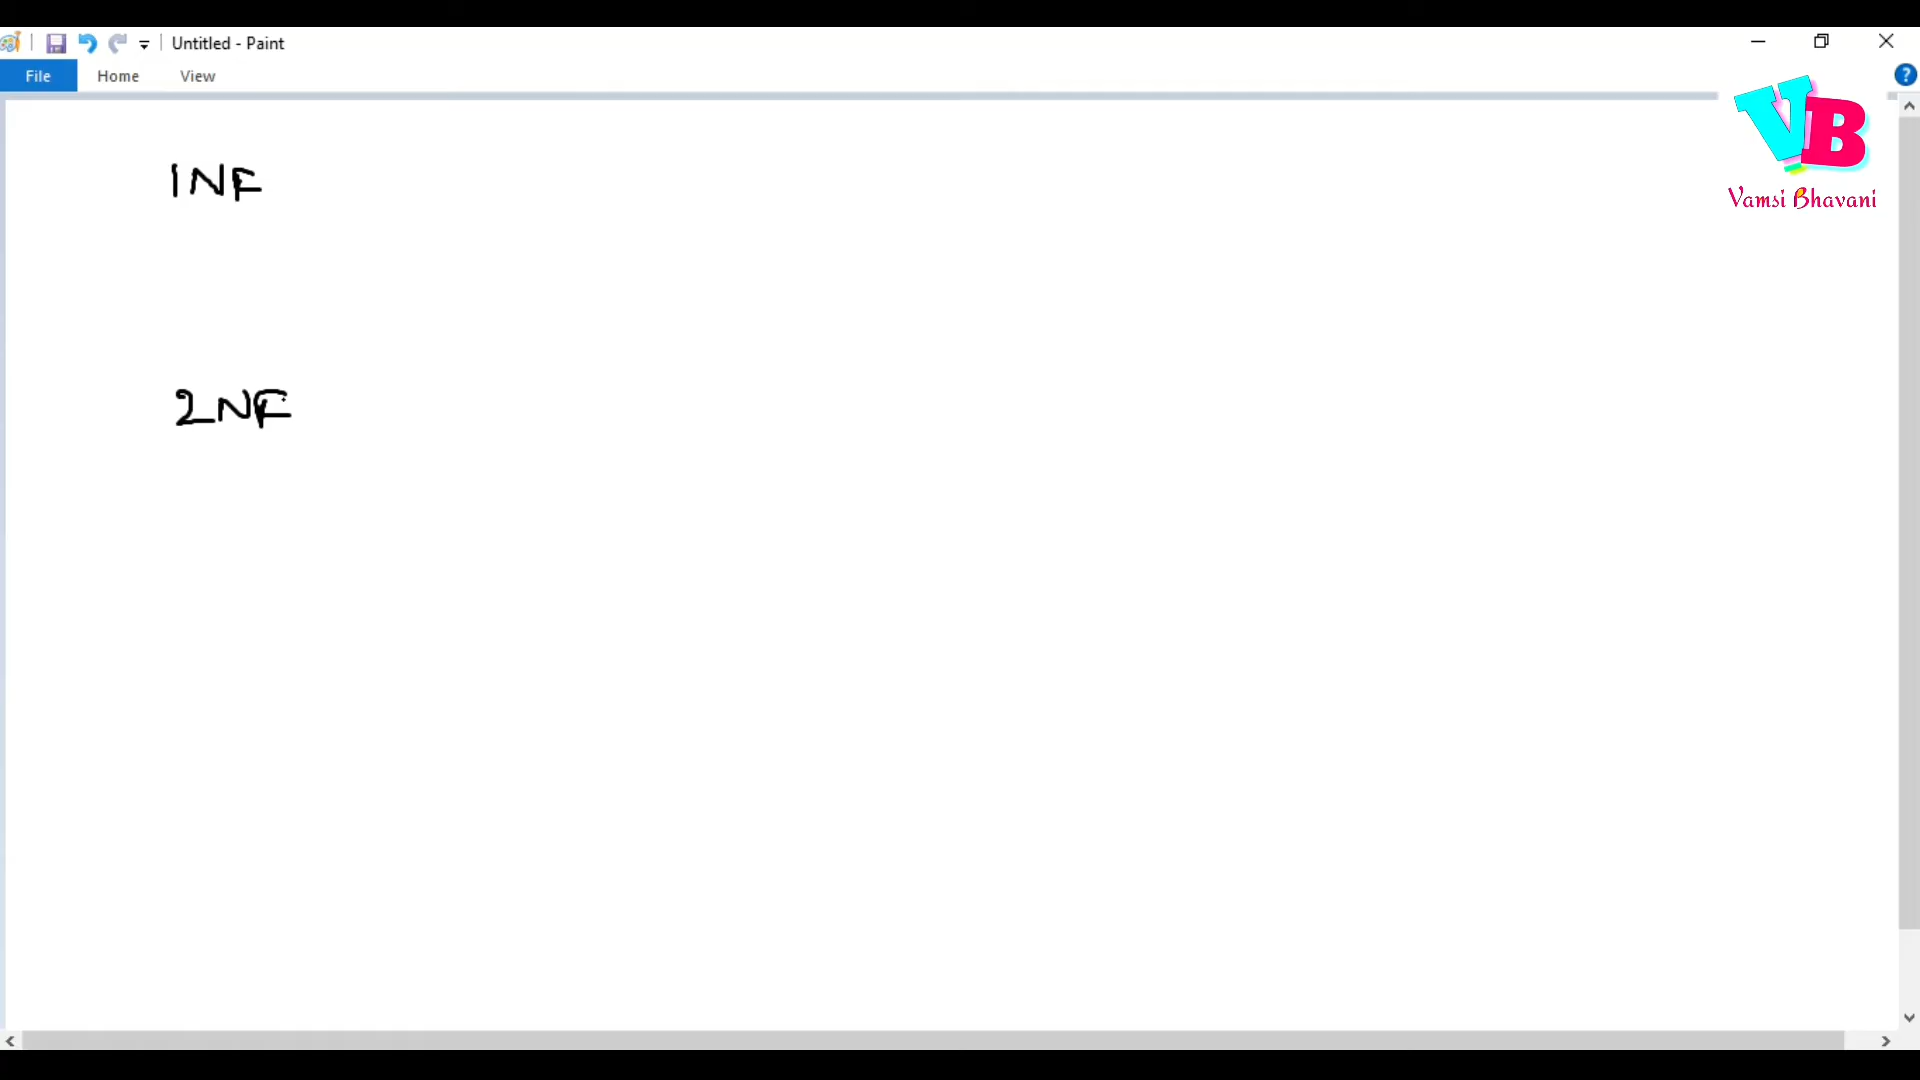 Untitled - Paint
File Home View
VB
Vamsi Bhavani
1NF
2NF